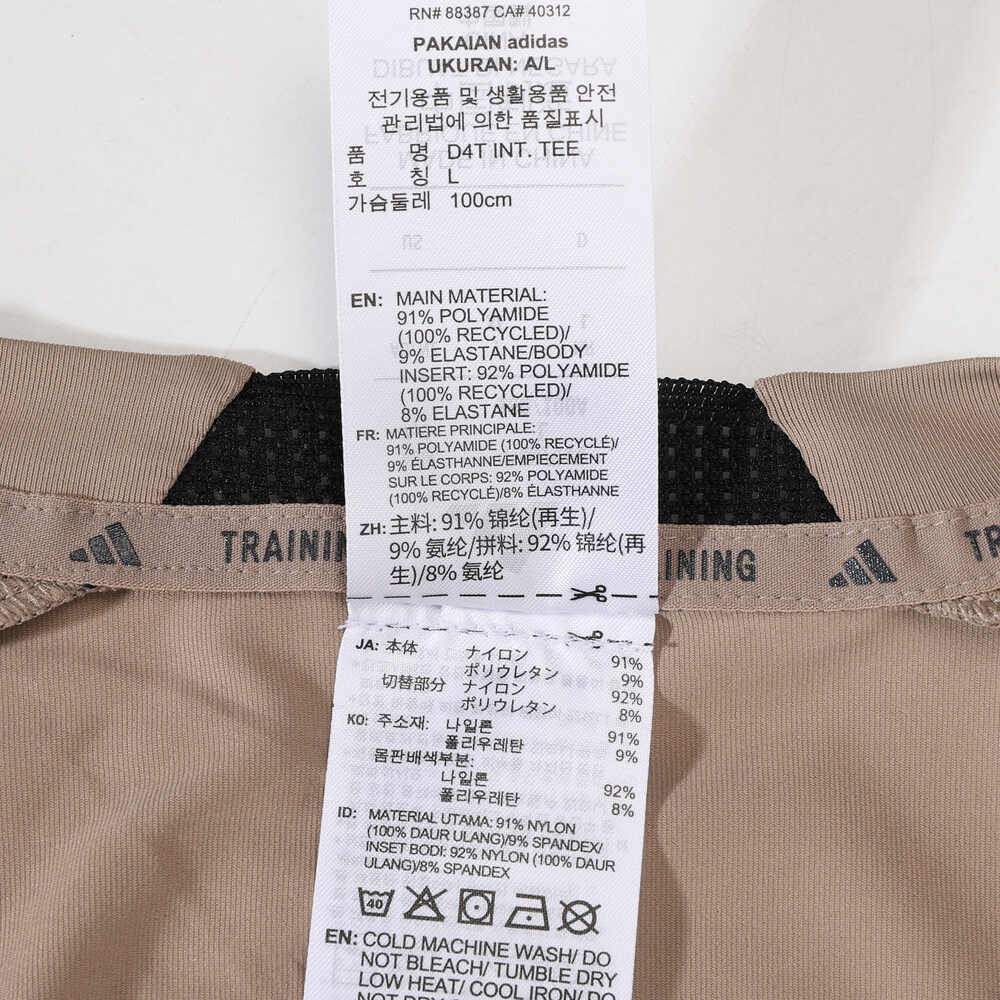 RN# 88387 CA# 40312
PAKAIAN adidas
UKURAN: A/L
전기용품 및 생활용품 안전
관리법에 의한 품질표시
품 명 D4T INT. TEE
호 칭 L
가슴둘레 100cm
EN: MAIN MATERIAL:
91% POLYAMIDE
(100% RECYCLED)/
9% ELASTANE/BODY
INSERT: 92% POLYAMIDE
(100% RECYCLED)/
8% ELASTANE
FR: MATIERE PRINCIPALE:
91% POLYAMIDE (100% RECYCLÉ)/
9% ÉLASTHANNE/EMPIECEMENT
SUR LE CORPS: 92% POLYAMIDE
(100% RECYCLÉ)/8% ÉLASTHANNE
ZH: 主料: 91% 锦纶(再生)/
9% 氨纶/拼料: 92% 锦纶(再
生)/8% 氨纶
TRAINING
JA: 本体 ナイロン 91%
ポリウレタン 9%
切替部分 ナイロン 92%
ポリウレタン 8%
KO: 주소재: 나일론 91%
폴리우레탄 9%
몸판배색부분:
나일론 92%
폴리우레탄 8%
ID: MATERIAL UTAMA: 91% NYLON
(100% DAUR ULANG)/9% SPANDEX/
INSET BODI: 92% NYLON (100% DAUR
ULANG)/8% SPANDEX
40
EN: COLD MACHINE WASH/ DO
NOT BLEACH/ TUMBLE DRY
LOW HEAT/ COOL IRON/ DO